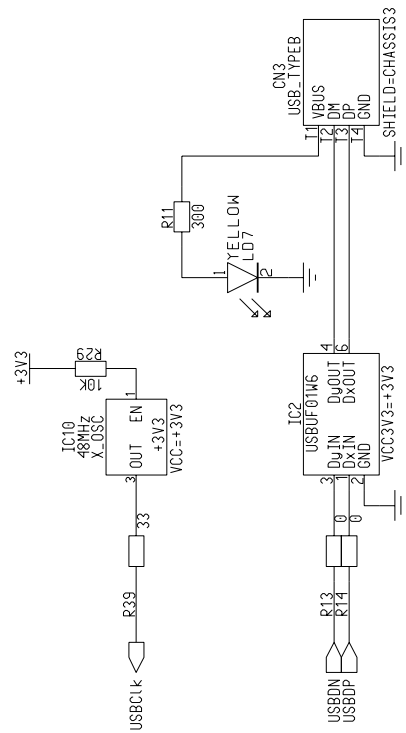 CN3
USB_TYPEB
VBUS
DM
DP
GND
SHIELD=CHASSIS3
T1
T2
T3
T4
R11
300
YELLOW
LD7
1
2
+3V3
R29
10K
IC10
48MHz
X_OSC
1
EN
+3V3
OUT
VCC=+3V3
3
33
R39
USBClk
IC2
USBUF01W6
4
6
DyOUT
DxOUT
DyIN
DxIN
GND
VCC3V3=+3V3
3
1
2
0
0
R13
R14
USBDN
USBDP